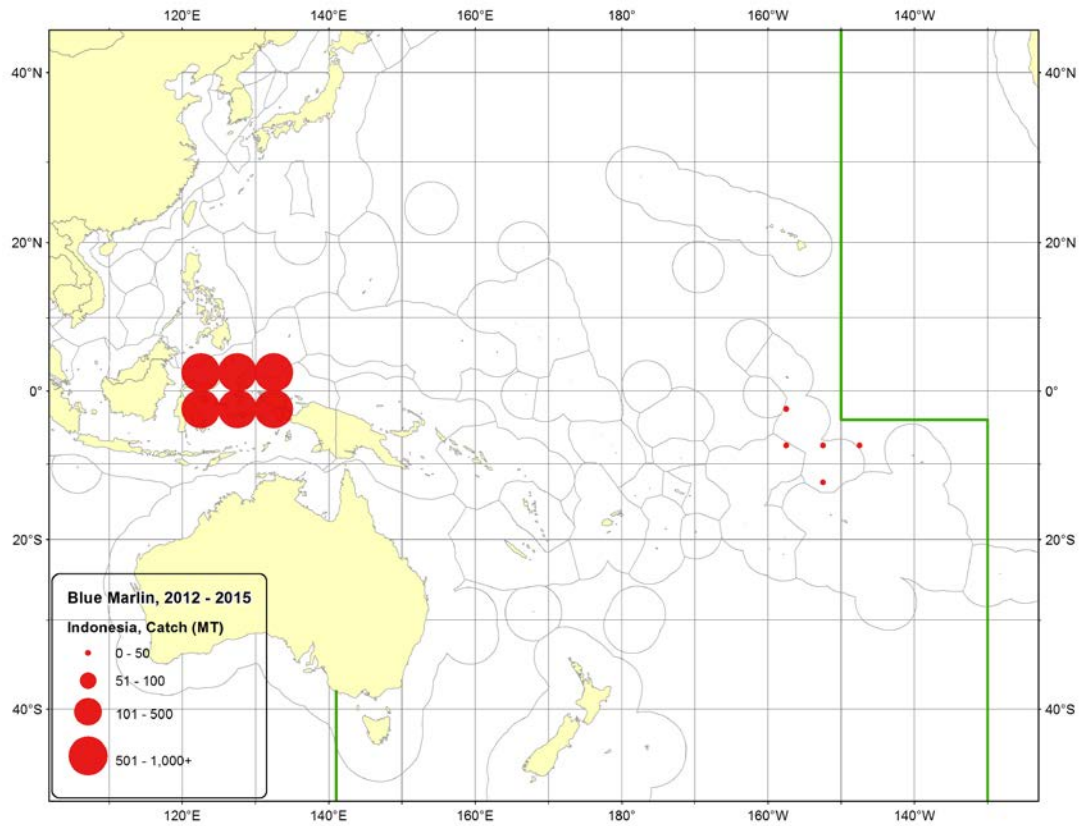 120°E 140°E 160°E 180° 160°W 140°W
40°N 40°N
20°N 20°N
0° 0°
20°S 20°S
Blue Marlin, 2012 - 2015
Indonesia, Catch (MT)
0 - 50
51 - 100
101 - 500
501 - 1,000+
40°S 40°S
120°E 140°E 160°E 180° 160°W 140°W